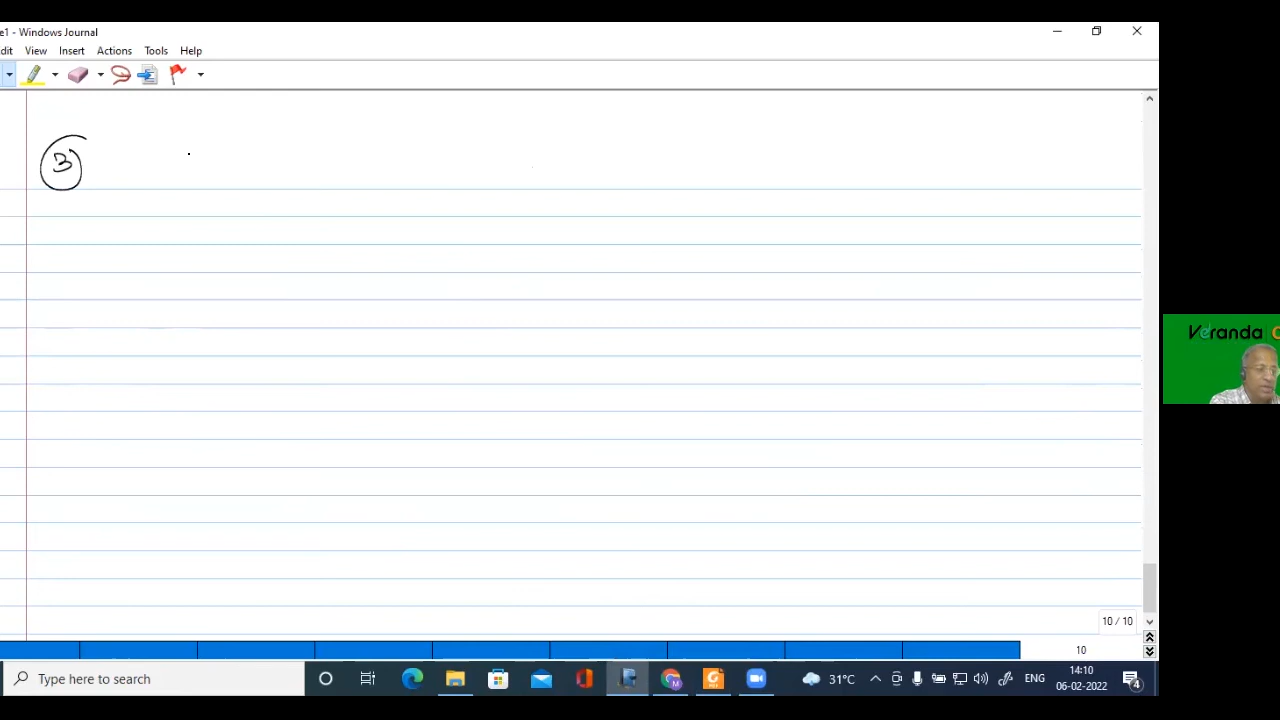 e1 - Windows Journal
dit View Insert Actions Tools Help
3
Veranda
10 / 10
10
Type here to search
31°C ENG 14:10
06-02-2022
4